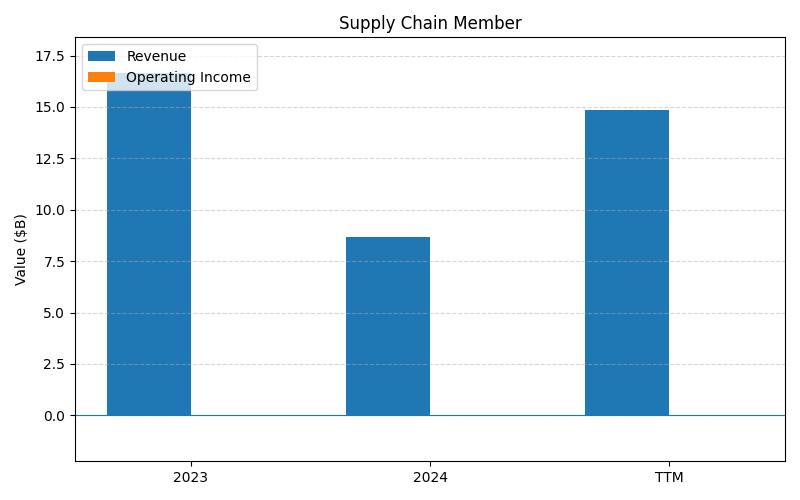 Supply Chain Member
Revenue
Operating Income
Value ($B)
17.5
15.0
12.5
10.0
7.5
5.0
2.5
0.0
2023
2024
TTM